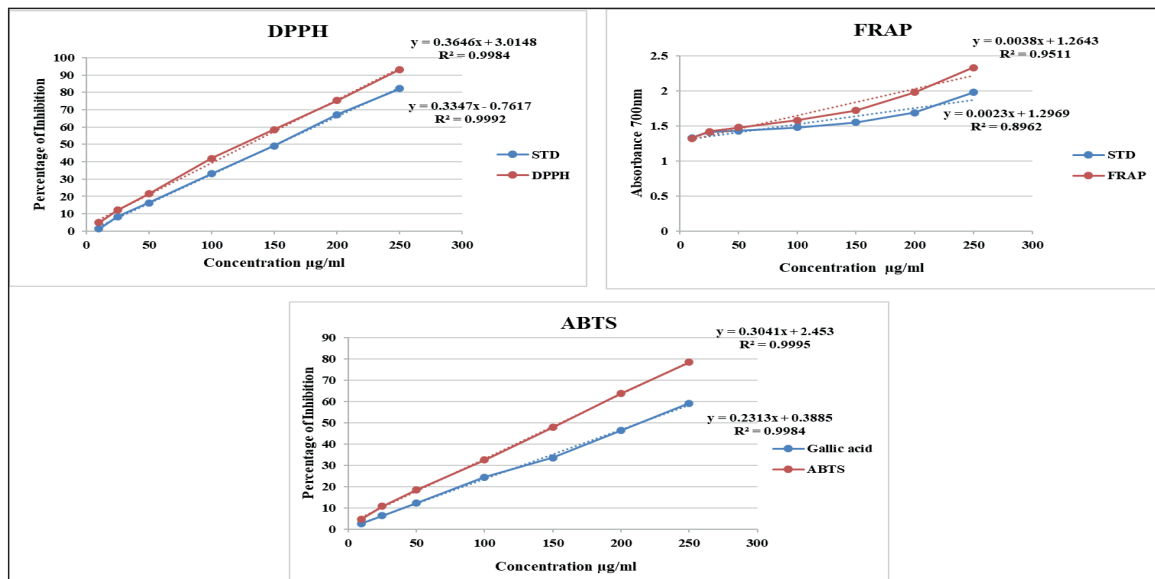 DPPH
y = 0.3646x + 3.0148
R² = 0.9984
100
90
80
70
60
50
40
30
20
10
0
y = 0.3347x - 0.7617
R² = 0.9992
Percentage of Inhibition
STD
DPPH
0
50
100
150
200
250
300
Concentration µg/ml
FRAP
y = 0.0038x + 1.2643
R² = 0.9511
2.5
2
1.5
1
0.5
0
y = 0.0023x + 1.2969
R² = 0.8962
Absorbance 700nm
STD
FRAP
0
50
100
150
200
250
300
Concentration µg/ml
ABTS
y = 0.3041x + 2.453
R² = 0.9995
90
80
70
60
50
40
30
20
10
0
y = 0.2313x + 0.3885
R² = 0.9984
Percentage of Inhibition
Gallic acid
ABTS
0
50
100
150
200
250
300
Concentration µg/ml